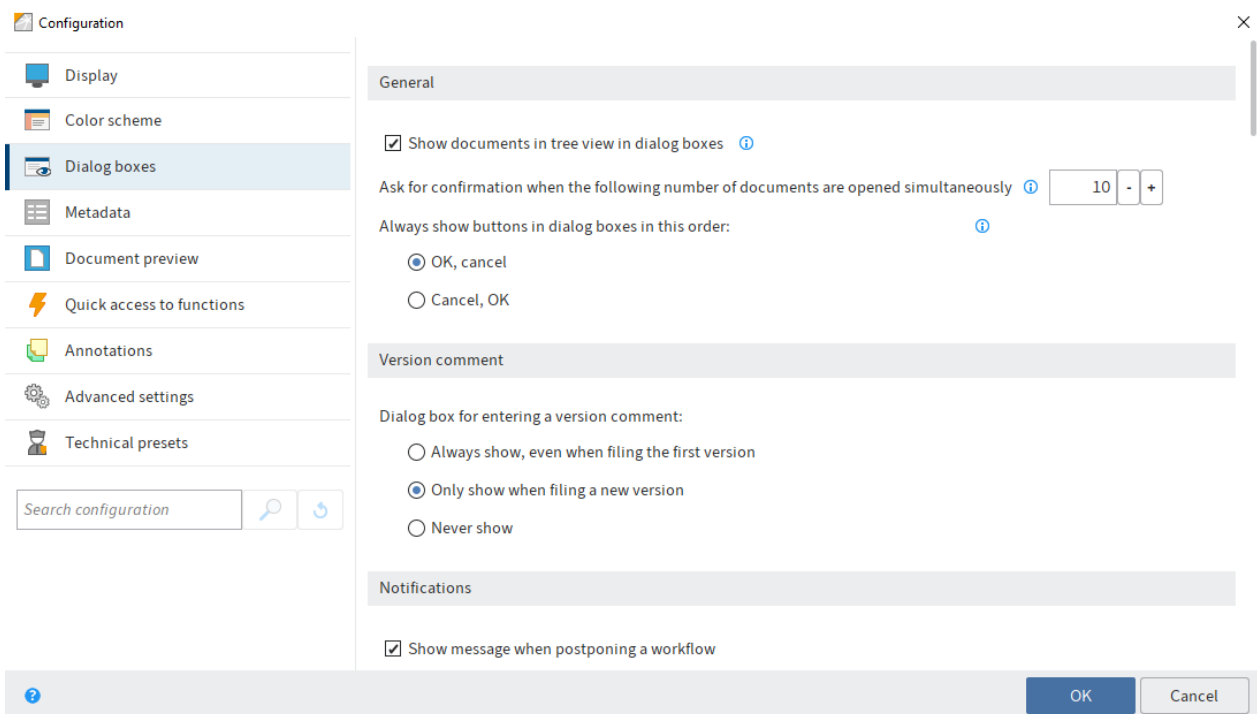 Configuration
Display
Color scheme
Dialog boxes
Metadata
Document preview
Quick access to functions
Annotations
Advanced settings
Technical presets
Search configuration
General
Show documents in tree view in dialog boxes
Ask for confirmation when the following number of documents are opened simultaneously 10 - +
Always show buttons in dialog boxes in this order:
OK, cancel
Cancel, OK
Version comment
Dialog box for entering a version comment:
Always show, even when filing the first version
Only show when filing a new version
Never show
Notifications
Show message when postponing a workflow
OK Cancel